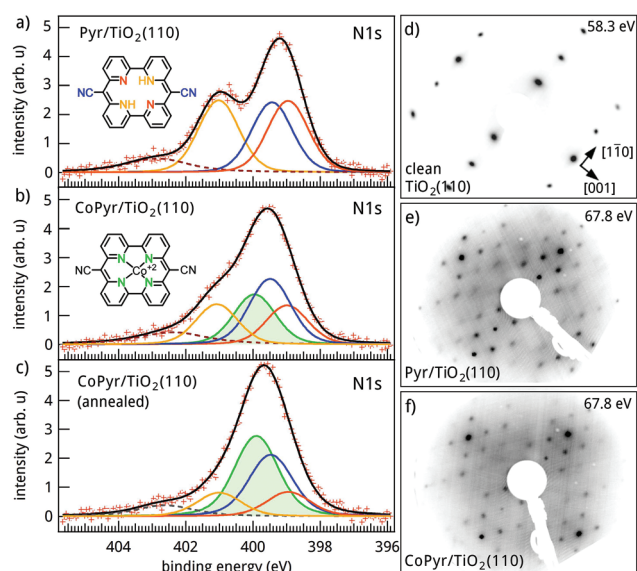 a)
Pyr/TiO₂(110)
N1s
intensity (arb. u)
5
4
3
2
1
0
NC
N
HN
CN
NH
N
b)
CoPyr/TiO₂(110)
N1s
intensity (arb. u)
5
4
3
2
1
0
N
N
NC
Co+2
CN
N
N
c)
CoPyr/TiO₂(110)
(annealed)
N1s
intensity (arb. u)
5
4
3
2
1
0
404
402
400
398
396
binding energy (eV)
d)
58.3 eV
clean
TiO₂(110)
[11̄0]
[001]
e)
67.8 eV
Pyr/TiO₂(110)
f)
67.8 eV
CoPyr/TiO₂(110)